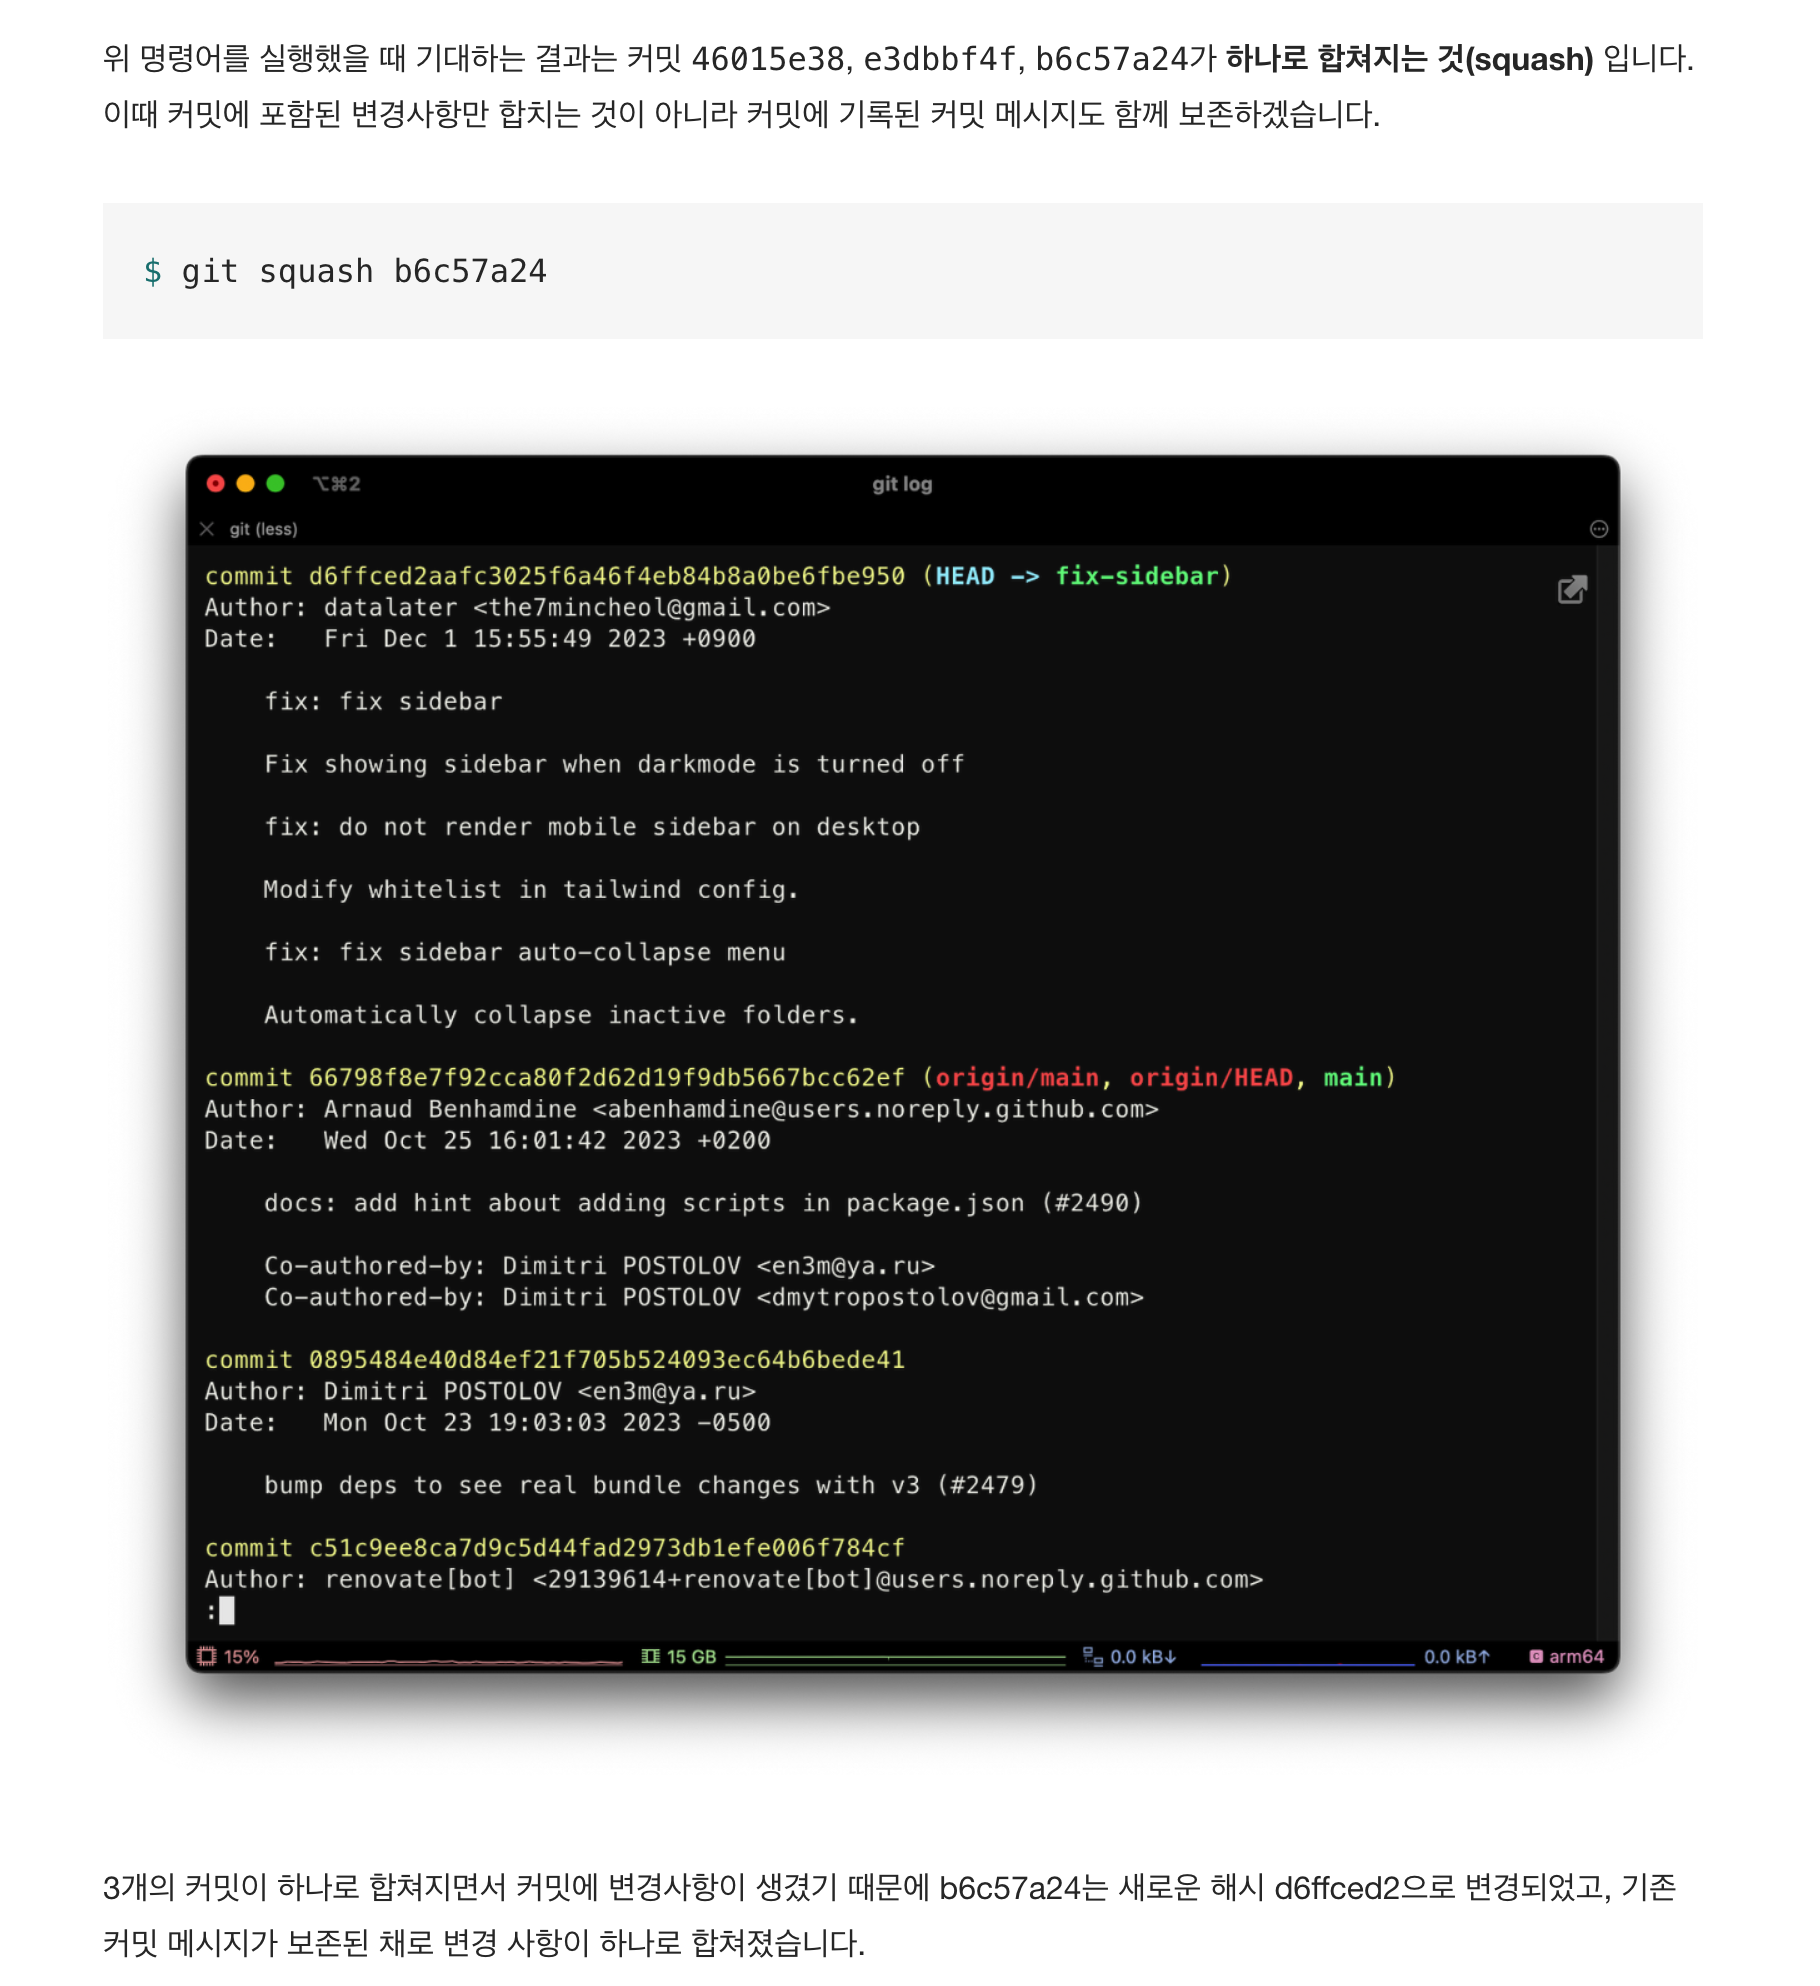 위 명령어를 실행했을 때 기대하는 결과는 커밋 46015e38, e3dbbf4f, b6c57a24가 하나로 합쳐지는 것(squash) 입니다.
이때 커밋에 포함된 변경사항만 합치는 것이 아니라 커밋에 기록된 커밋 메시지도 함께 보존하겠습니다.
$ git squash b6c57a24
⌥⌘2 git log
git (less)
commit d6ffced2aafc3025f6a46f4eb84b8a0be6fbe950 (HEAD -> fix-sidebar)
Author: datalater <the7mincheol@gmail.com>
Date:   Fri Dec 1 15:55:49 2023 +0900
fix: fix sidebar
Fix showing sidebar when darkmode is turned off
fix: do not render mobile sidebar on desktop
Modify whitelist in tailwind config.
fix: fix sidebar auto-collapse menu
Automatically collapse inactive folders.
commit 66798f8e7f92cca80f2d62d19f9db5667bcc62ef (origin/main, origin/HEAD, main)
Author: Arnaud Benhamdine <abenhamdine@users.noreply.github.com>
Date:   Wed Oct 25 16:01:42 2023 +0200
docs: add hint about adding scripts in package.json (#2490)
Co-authored-by: Dimitri POSTOLOV <en3m@ya.ru>
Co-authored-by: Dimitri POSTOLOV <dmytropostolov@gmail.com>
commit 0895484e40d84ef21f705b524093ec64b6bede41
Author: Dimitri POSTOLOV <en3m@ya.ru>
Date:   Mon Oct 23 19:03:03 2023 -0500
bump deps to see real bundle changes with v3 (#2479)
commit c51c9ee8ca7d9c5d44fad2973db1efe006f784cf
Author: renovate[bot] <29139614+renovate[bot]@users.noreply.github.com>
:
15% 15 GB 0.0 kB↓ 0.0 kB↑ arm64
3개의 커밋이 하나로 합쳐지면서 커밋에 변경사항이 생겼기 때문에 b6c57a24는 새로운 해시 d6ffced2으로 변경되었고, 기존
커밋 메시지가 보존된 채로 변경 사항이 하나로 합쳐졌습니다.